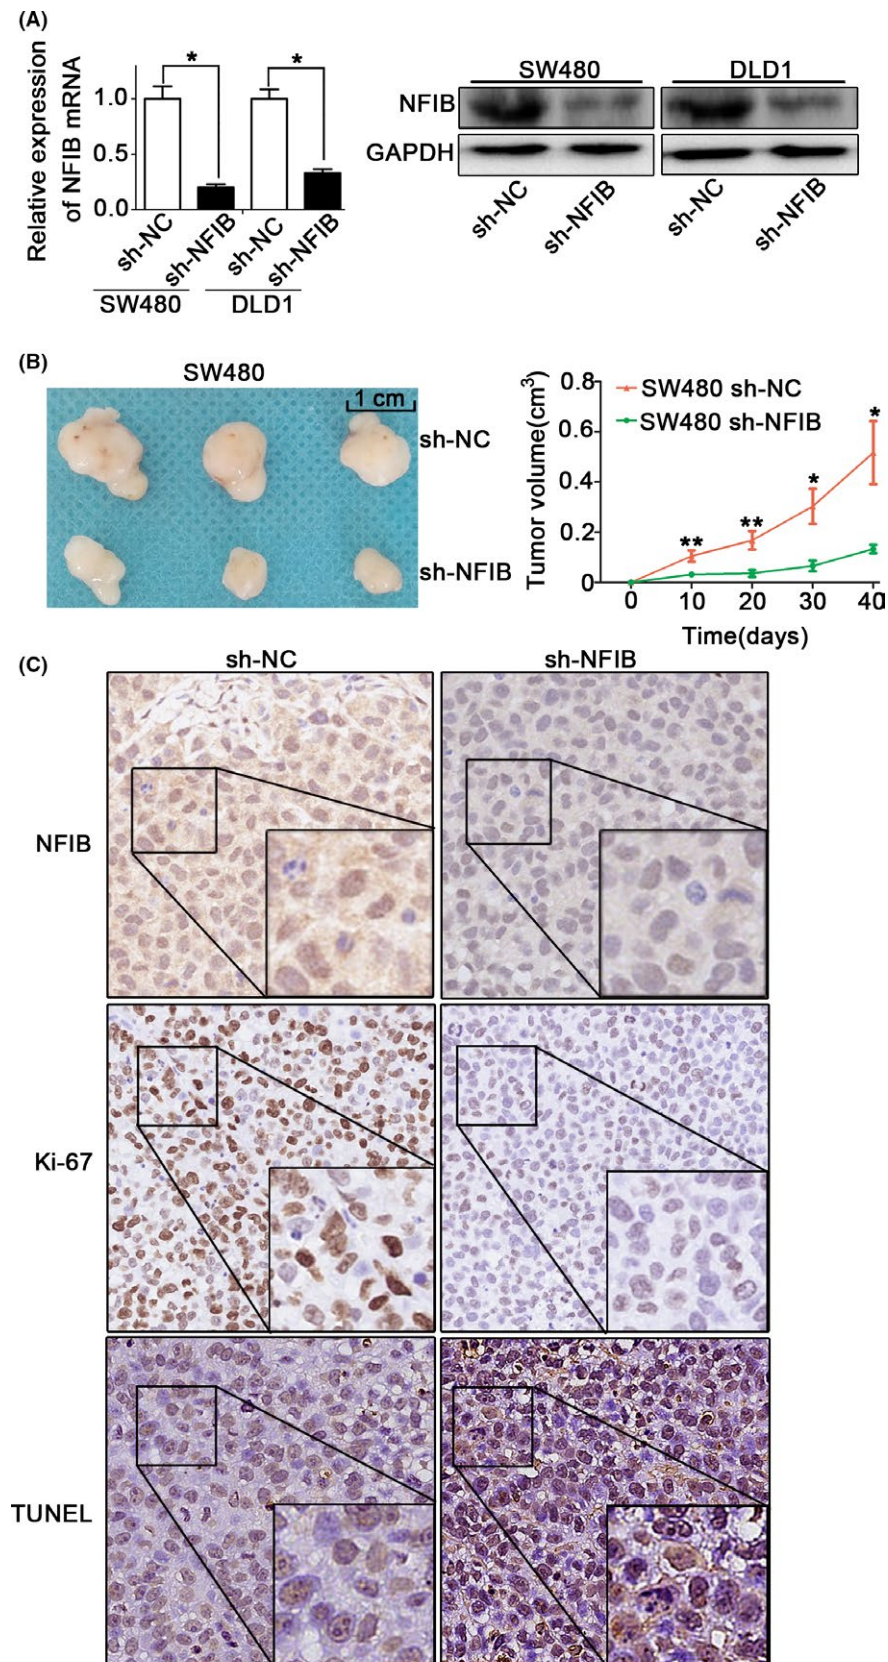 (A)
Relative expression
of NFIB mRNA
1.0
0.5
0.0
*
*
sh-NC
sh-NFIB
sh-NC
sh-NFIB
SW480
DLD1
SW480
DLD1
NFIB
GAPDH
sh-NC
sh-NFIB
sh-NC
sh-NFIB
(B)
SW480
1 cm
sh-NC
sh-NFIB
Tumor volume(cm³)
0.8
0.6
0.4
0.2
0
SW480 sh-NC
SW480 sh-NFIB
**
**
*
*
0 10 20 30 40
Time(days)
(C)
sh-NC
sh-NFIB
NFIB
Ki-67
TUNEL